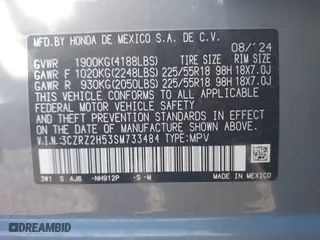 MFD. BY HONDA DE MEXICO S.A. DE C.V.
08/'24
GVWR 1900KG(4188LBS) TIRE SIZE RIM SIZE
GAWR F 1020KG(2248LBS) 225/55R18 98H 18X7.0J
GAWR R 930KG(2050LBS) 225/55R18 98H 18X7.0J
THIS VEHICLE CONFORMS TO ALL APPLICABLE FEDERAL MOTOR VEHICLE
SAFETY, BUMPER, AND THEFT PREVENTION STANDARDS IN EFFECT ON
THE DATE OF MANUFACTURE SHOWN ABOVE.
V.I.N:3CZRZ2H53SM733484 TYPE:MPV
3W1 S AJ6 -NH912P -S -M
MADE IN MEXICO